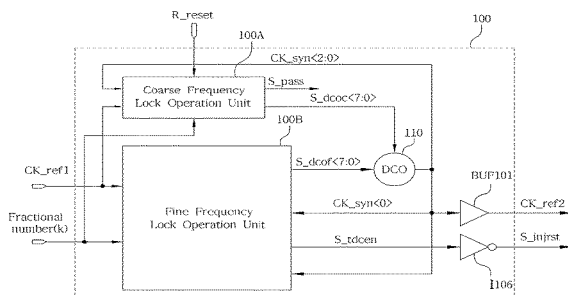 R_reset
100
100A
CK_syn<2:0>
Coarse Frequency
Lock Operation Unit
S_pass
S_dcoc<7:0>
100B
110
CK_ref1
S_dcof<7:0>
DCO
BUF101
Fine Frequency
Lock Operation Unit
CK_syn<0>
CK_ref2
Fractional
number(k)
S_tdcen
S_injrst
I106